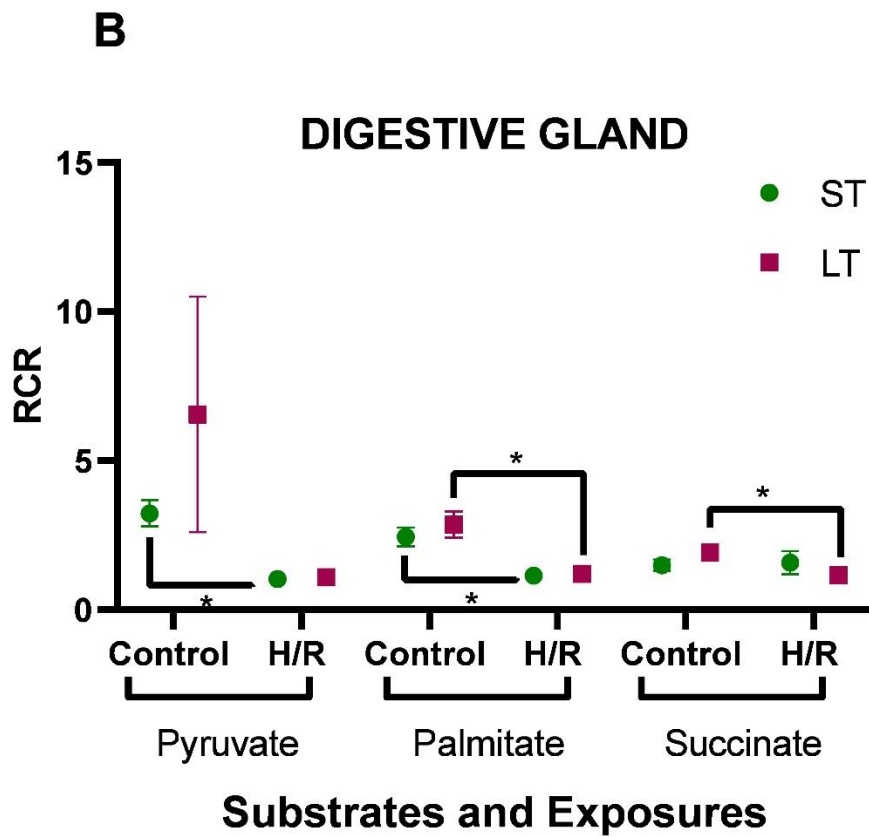 B
DIGESTIVE GLAND
15
ST
LT
10
RCR
5
*
*
0
*
*
Control H/R Control H/R Control H/R
Pyruvate Palmitate Succinate
Substrates and Exposures